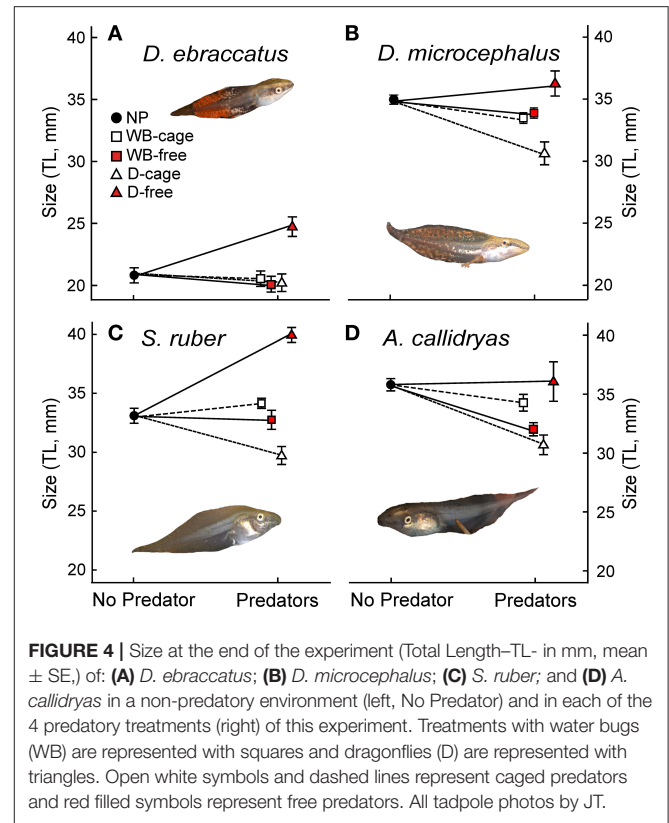 A
D. ebraccatus
NP
WB-cage
WB-free
D-cage
D-free
40
35
30
25
20
Size (TL, mm)
B
D. microcephalus
40
35
30
25
20
Size (TL, mm)
C
S. ruber
40
35
30
25
20
Size (TL, mm)
No Predator Predators
D
A. callidryas
40
35
30
25
20
Size (TL, mm)
No Predator Predators
FIGURE 4 | Size at the end of the experiment (Total Length–TL- in mm, mean
± SE,) of: (A) D. ebraccatus; (B) D. microcephalus; (C) S. ruber; and (D) A.
callidryas in a non-predatory environment (left, No Predator) and in each of the
4 predatory treatments (right) of this experiment. Treatments with water bugs
(WB) are represented with squares and dragonflies (D) are represented with
triangles. Open white symbols and dashed lines represent caged predators
and red filled symbols represent free predators. All tadpole photos by JT.